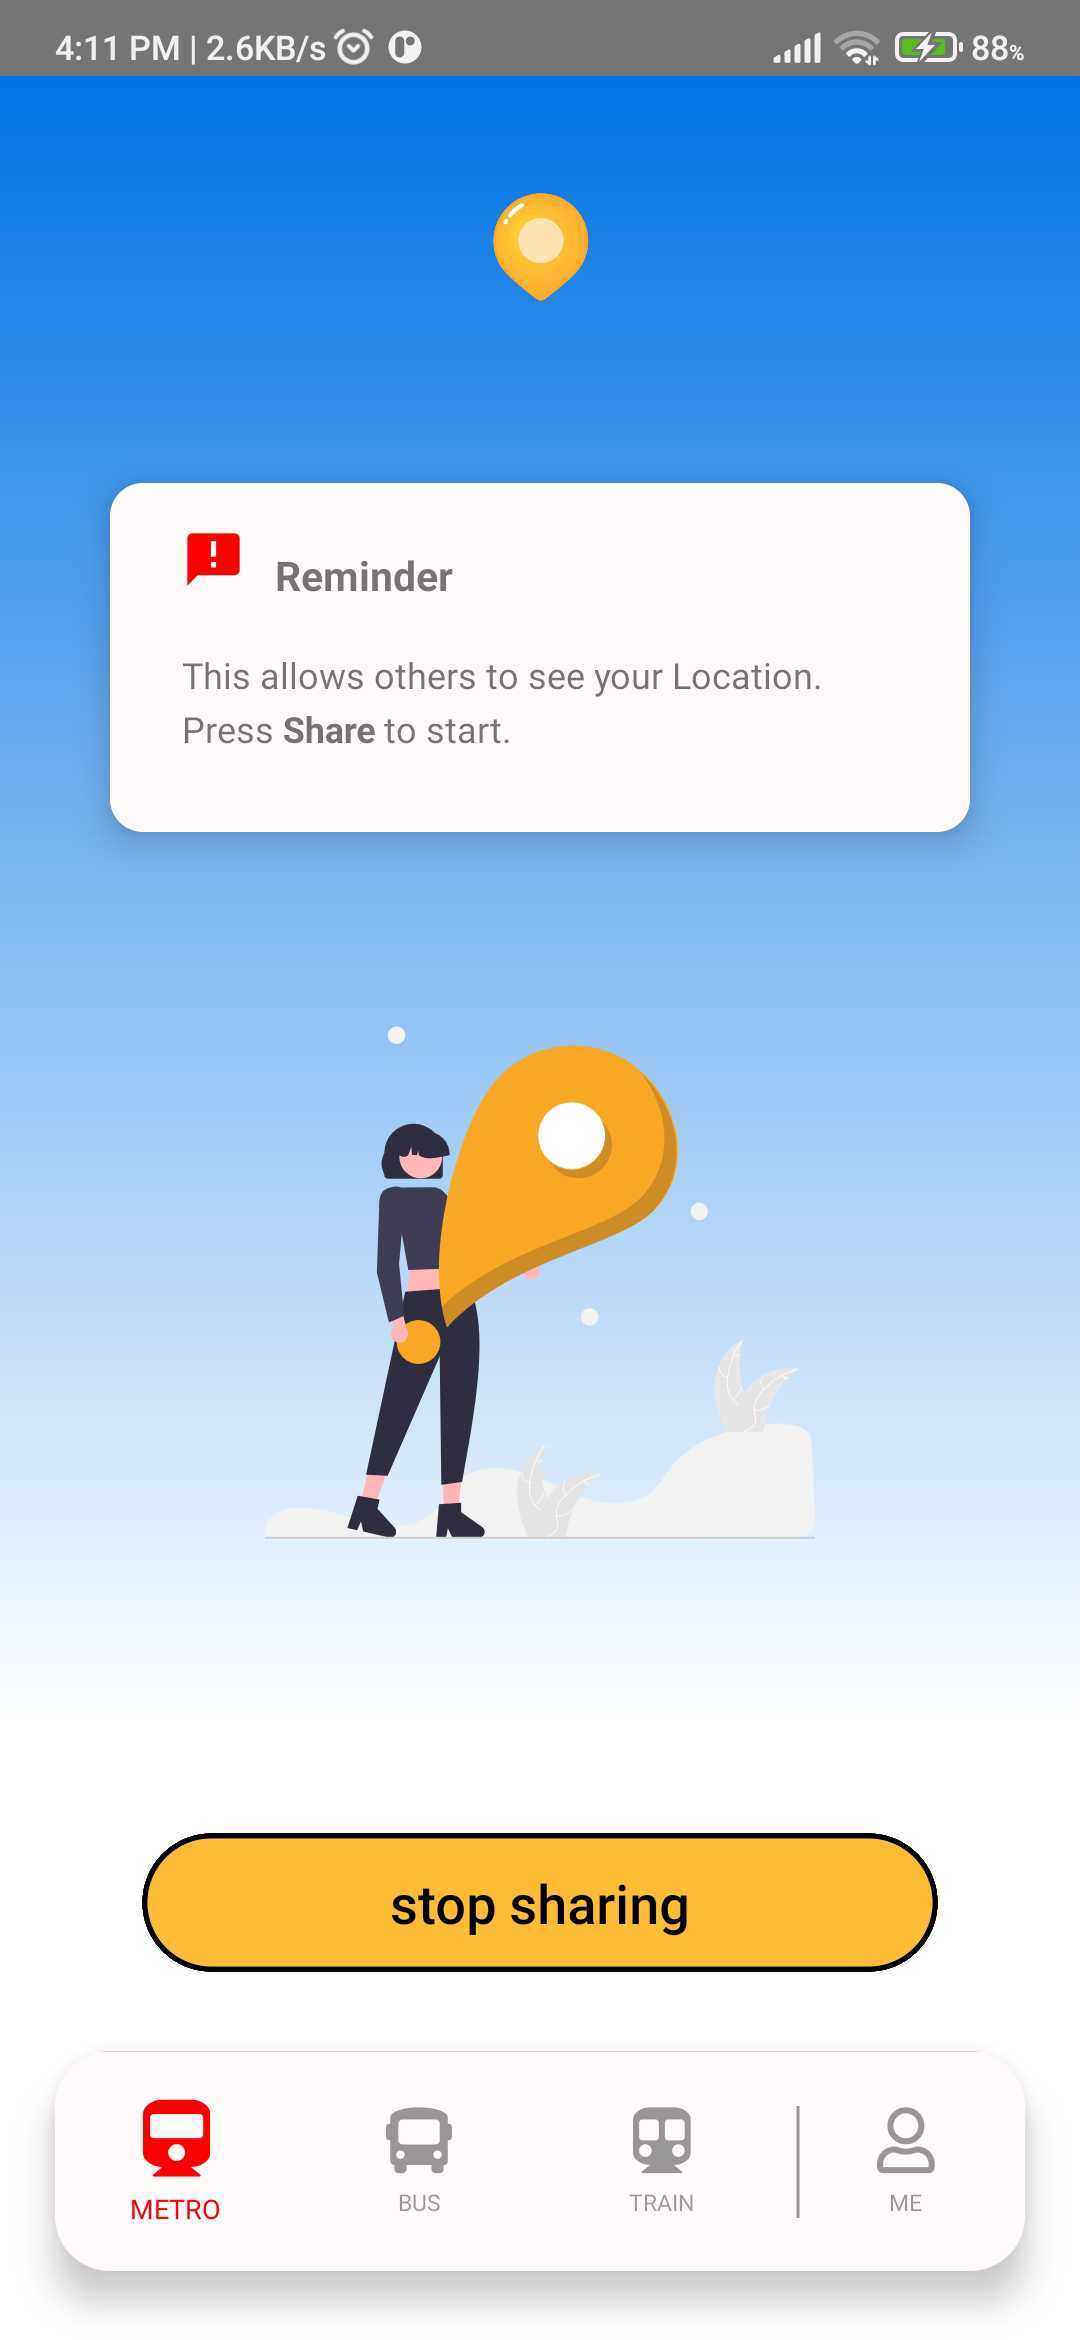 4:11 PM | 2.6KB/s
88%
Reminder
This allows others to see your Location.
Press Share to start.
stop sharing
METRO
BUS
TRAIN
ME